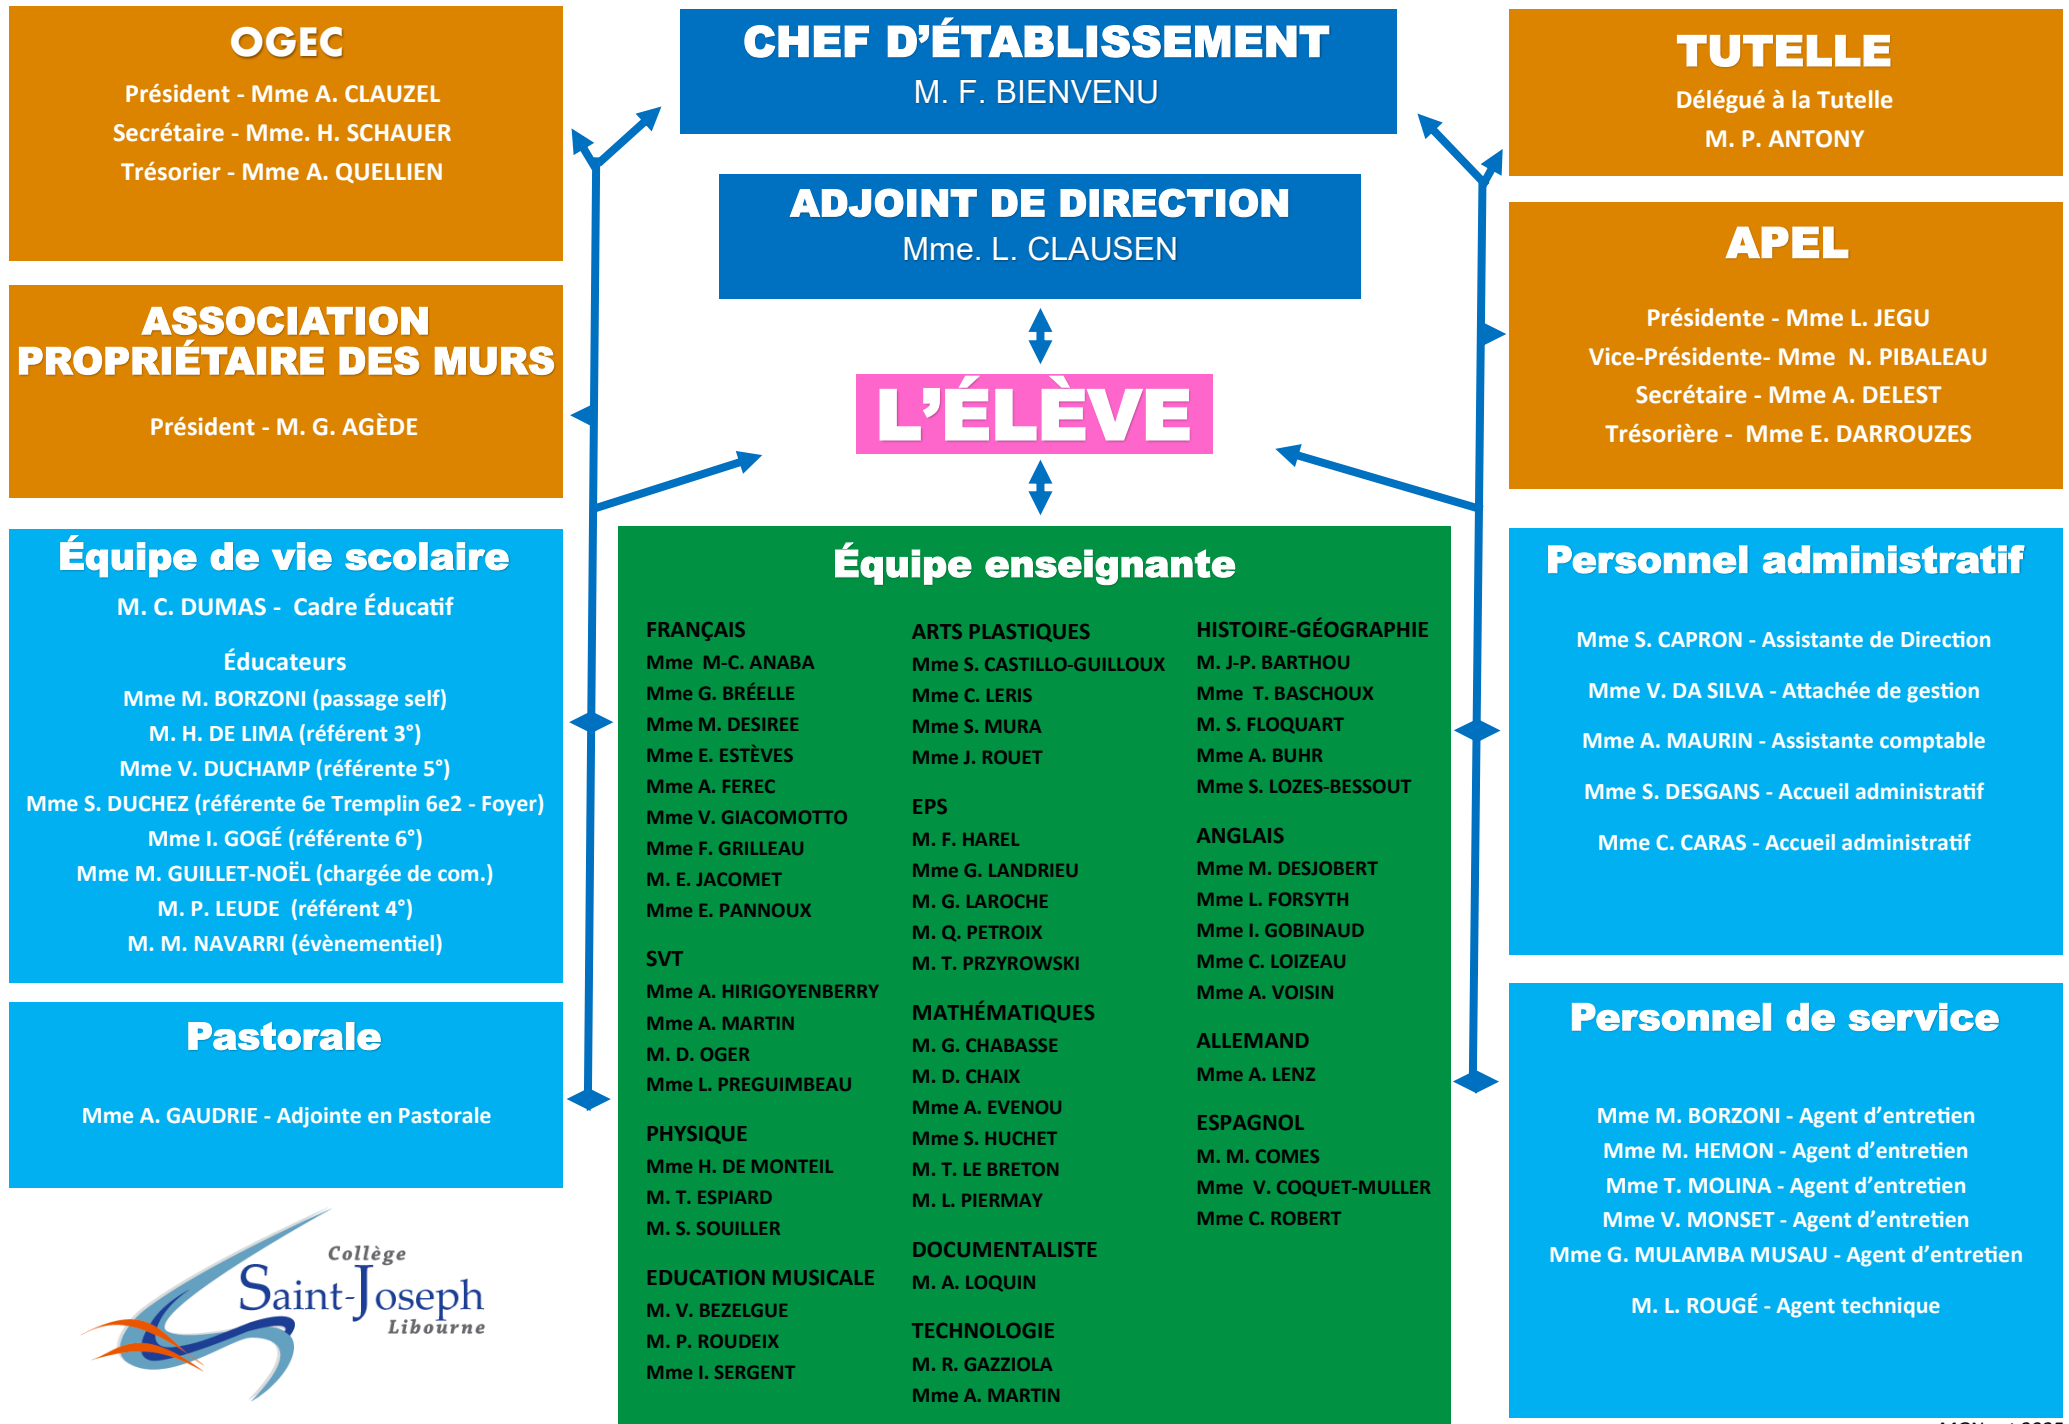 OGEC
Président - Mme A. CLAUZEL
Secrétaire - Mme. H. SCHAUER
Trésorier - Mme A. QUELLIEN
ASSOCIATION
PROPRIÉTAIRE DES MURS
Président - M. G. AGÈDE
Équipe de vie scolaire
M. C. DUMAS - Cadre Éducatif
Éducateurs
Mme M. BORZONI (passage self)
M. H. DE LIMA (référent 3°)
Mme V. DUCHAMP (référente 5°)
Mme S. DUCHEZ (référente 6e Tremplin 6e2 - Foyer)
Mme I. GOGÉ (référente 6°)
Mme M. GUILLET-NOËL (chargée de com.)
M. P. LEUDE (référent 4°)
M. M. NAVARRI (évènementiel)
Pastorale
Mme A. GAUDRIE - Adjointe en Pastorale
Collège
Saint-Joseph
Libourne
CHEF D'ÉTABLISSEMENT
M. F. BIENVENU
ADJOINT DE DIRECTION
Mme. L. CLAUSEN
L'ÉLÈVE
Équipe enseignante
FRANÇAIS
Mme M-C. ANABA
Mme G. BRÉELLE
Mme M. DESIREE
Mme E. ESTÈVES
Mme A. FEREC
Mme V. GIACOMOTTO
Mme F. GRILLEAU
M. E. JACOMET
Mme E. PANNOUX
SVT
Mme A. HIRIGOYENBERRY
Mme A. MARTIN
M. D. OGER
Mme L. PREGUIMBEAU
PHYSIQUE
Mme H. DE MONTEIL
M. T. ESPIARD
M. S. SOUILLER
EDUCATION MUSICALE
M. V. BEZELGUE
M. P. ROUDEIX
Mme I. SERGENT
ARTS PLASTIQUES
Mme S. CASTILLO-GUILLOUX
Mme C. LERIS
Mme S. MURA
Mme J. ROUET
EPS
M. F. HAREL
Mme G. LANDRIEU
M. G. LAROCHE
M. Q. PETROIX
M. T. PRZYROWSKI
MATHÉMATIQUES
M. G. CHABASSE
M. D. CHAIX
Mme A. EVENOU
Mme S. HUCHET
M. T. LE BRETON
M. L. PIERMAY
DOCUMENTALISTE
M. A. LOQUIN
TECHNOLOGIE
M. R. GAZZIOLA
Mme A. MARTIN
HISTOIRE-GÉOGRAPHIE
M. J-P. BARTHOU
Mme T. BASCHOUX
M. S. FLOQUART
Mme A. BUHR
Mme S. LOZES-BESSOUT
ANGLAIS
Mme M. DESJOBERT
Mme L. FORSYTH
Mme I. GOBINAUD
Mme C. LOIZEAU
Mme A. VOISIN
ALLEMAND
Mme A. LENZ
ESPAGNOL
M. M. COMES
Mme V. COQUET-MULLER
Mme C. ROBERT
TUTELLE
Délégué à la Tutelle
M. P. ANTONY
APEL
Présidente - Mme L. JEGU
Vice-Présidente- Mme N. PIBALEAU
Secrétaire - Mme A. DELEST
Trésorière - Mme E. DARROUZES
Personnel administratif
Mme S. CAPRON - Assistante de Direction
Mme V. DA SILVA - Attachée de gestion
Mme A. MAURIN - Assistante comptable
Mme S. DESGANS - Accueil administratif
Mme C. CARAS - Accueil administratif
Personnel de service
Mme M. BORZONI - Agent d'entretien
Mme M. HEMON - Agent d'entretien
Mme T. MOLINA - Agent d'entretien
Mme V. MONSET - Agent d'entretien
Mme G. MULAMBA MUSAU - Agent d'entretien
M. L. ROUGÉ - Agent technique